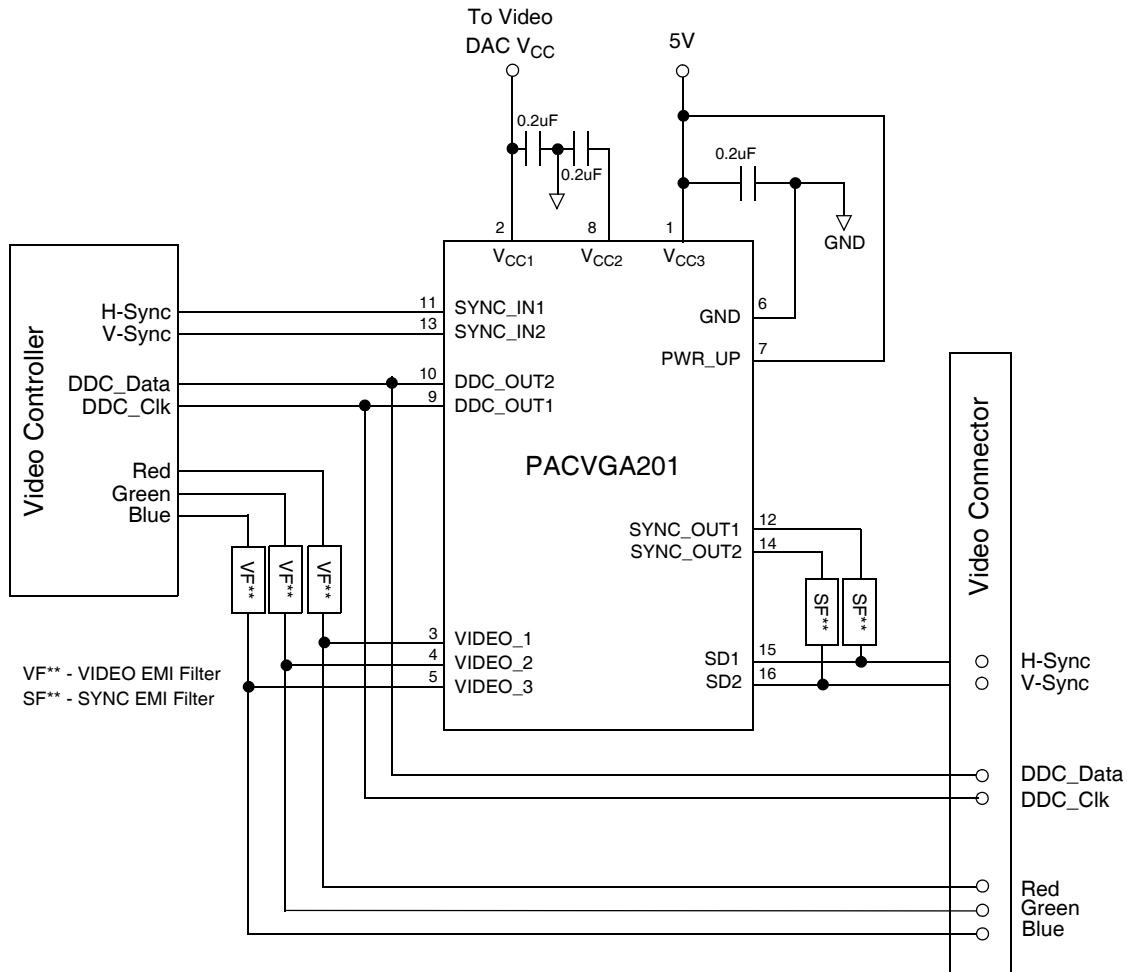 To Video
DAC VCC
5V
0.2uF
0.2uF
0.2uF
GND
2
8
1
VCC1
VCC2
VCC3
Video Controller
H-Sync
V-Sync
DDC_Data
DDC_Clk
Red
Green
Blue
11
SYNC_IN1
13
SYNC_IN2
10
DDC_OUT2
9
DDC_OUT1
GND
6
PWR_UP
7
PACVGA201
SYNC_OUT1
12
SYNC_OUT2
14
VF**
VF**
VF**
SF**
SF**
3
VIDEO_1
4
VIDEO_2
5
VIDEO_3
SD1
15
SD2
16
VF** - VIDEO EMI Filter
SF** - SYNC EMI Filter
Video Connector
H-Sync
V-Sync
DDC_Data
DDC_Clk
Red
Green
Blue